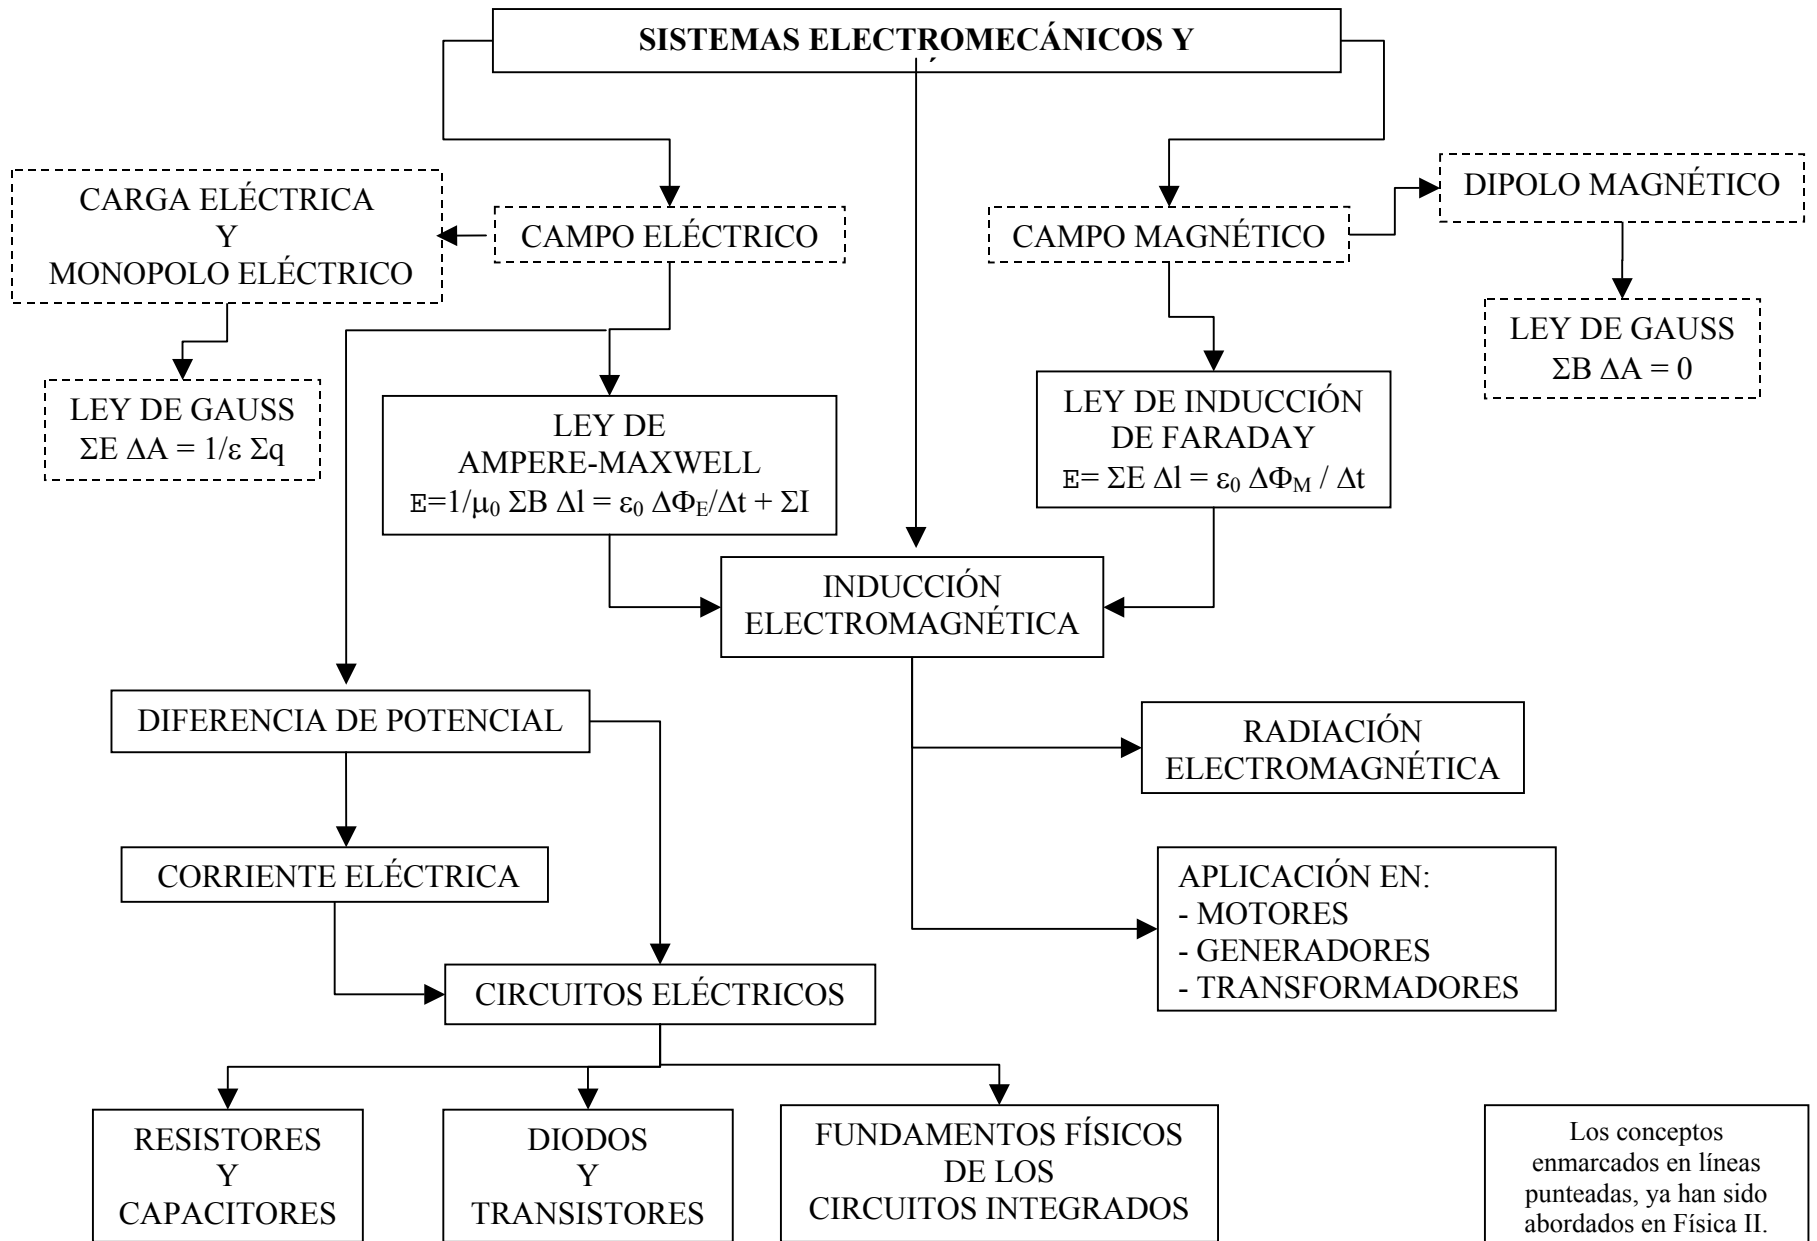 SISTEMAS ELECTROMECÁNICOS Y
CARGA ELÉCTRICA
Y
MONOPOLO ELÉCTRICO
CAMPO ELÉCTRICO
CAMPO MAGNÉTICO
DIPOLO MAGNÉTICO
LEY DE GAUSS
ΣE ΔA = 1/ε Σq
LEY DE
AMPERE-MAXWELL
E=1/μ₀ ΣB Δl = ε₀ ΔΦ_E/Δt + ΣI
LEY DE INDUCCIÓN
DE FARADAY
E= ΣE Δl = ε₀ ΔΦ_M / Δt
LEY DE GAUSS
ΣB ΔA = 0
INDUCCIÓN
ELECTROMAGNÉTICA
DIFERENCIA DE POTENCIAL
RADIACIÓN
ELECTROMAGNÉTICA
CORRIENTE ELÉCTRICA
APLICACIÓN EN:
- MOTORES
- GENERADORES
- TRANSFORMADORES
CIRCUITOS ELÉCTRICOS
RESISTORES
Y
CAPACITORES
DIODOS
Y
TRANSISTORES
FUNDAMENTOS FÍSICOS
DE LOS
CIRCUITOS INTEGRADOS
Los conceptos
enmarcados en líneas
punteadas, ya han sido
abordados en Física II.